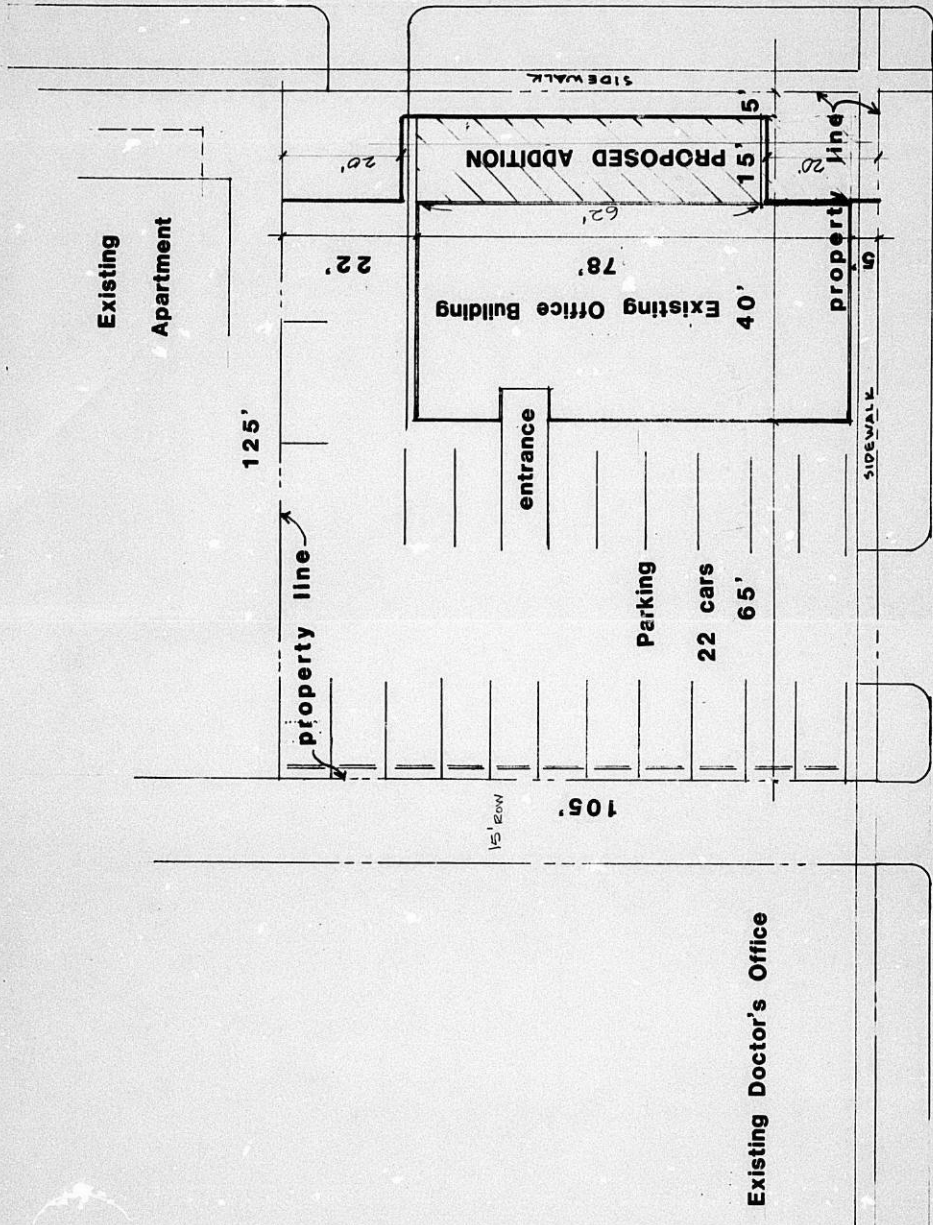 SIDEWALK
Existing
Apartment
20'
PROPOSED ADDITION
15'
5'
20'
property line
62'
22'
78'
Existing Office Building
40'
5
125'
SIDEWALK
entrance
property line
Parking
22 cars
65'
105'
15' ROW
Existing Doctor's Office